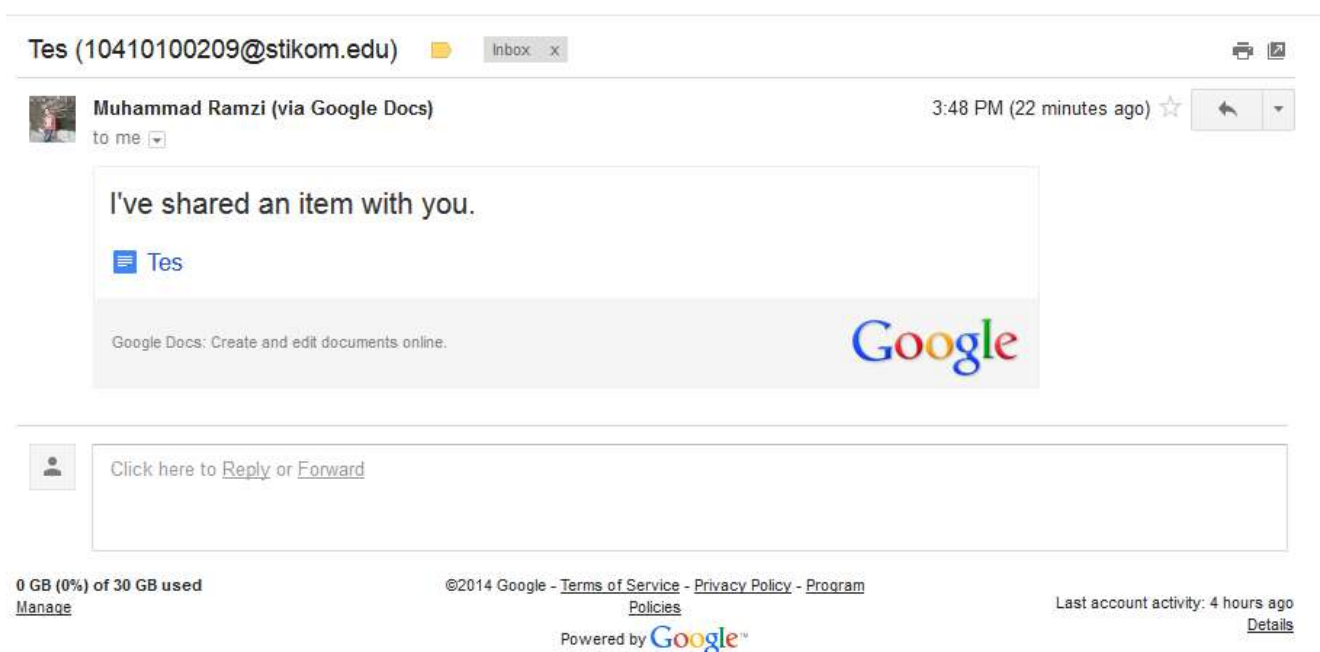 Tes (10410100209@stikom.edu) Inbox x
Muhammad Ramzi (via Google Docs) 3:48 PM (22 minutes ago)
to me
I've shared an item with you.
Tes
Google Docs: Create and edit documents online. Google
Click here to Reply or Forward
0 GB (0%) of 30 GB used
Manage
©2014 Google - Terms of Service - Privacy Policy - Program
Policies
Powered by Google™
Last account activity: 4 hours ago
Details